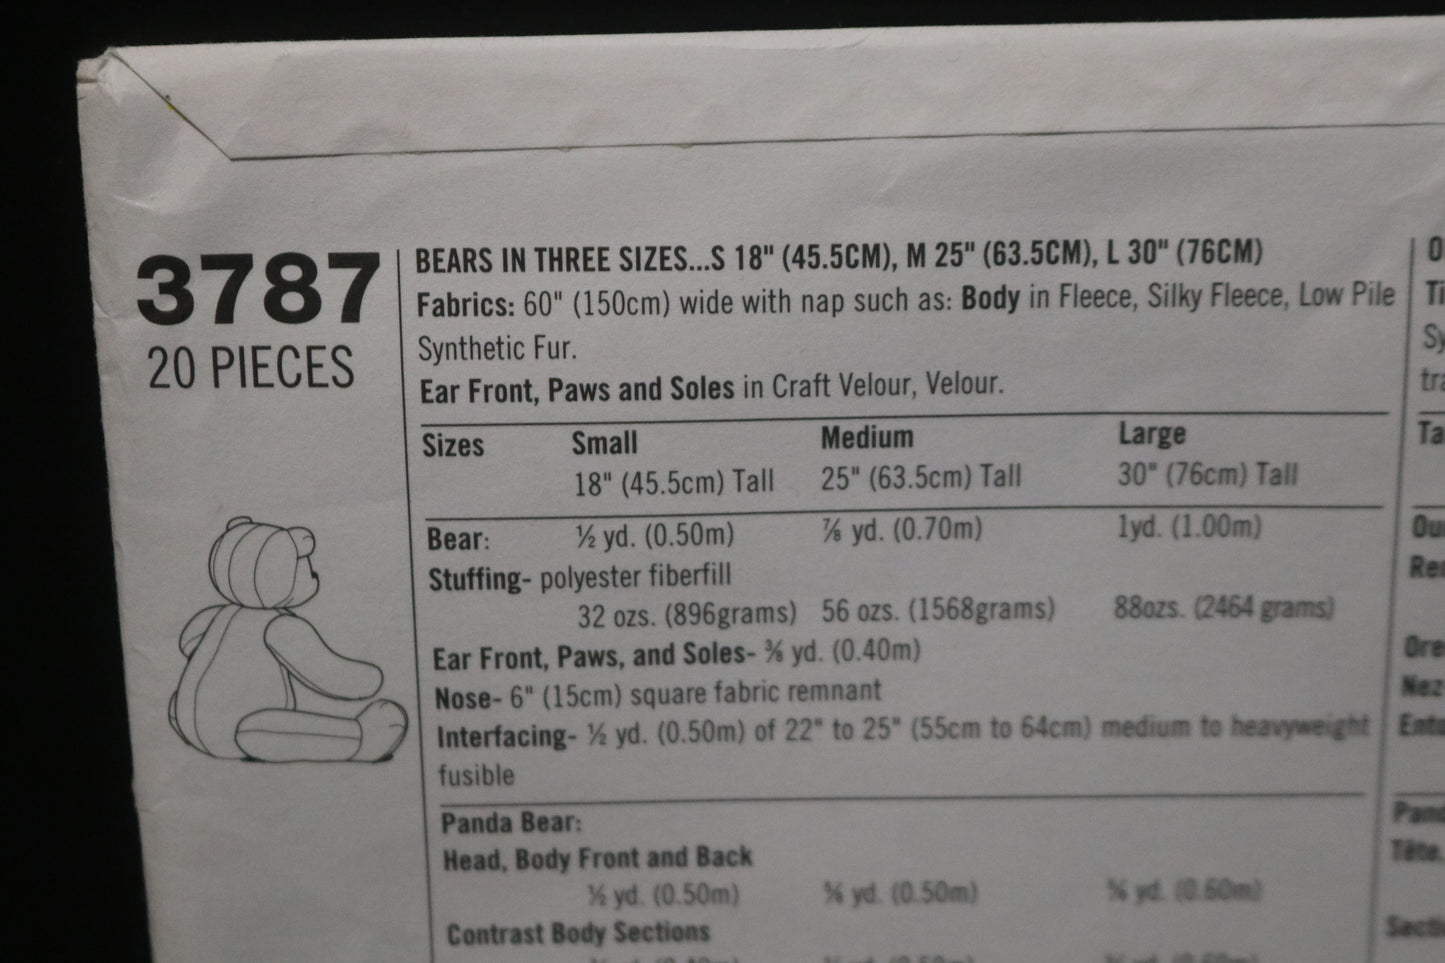 3787
20 PIECES
BEARS IN THREE SIZES...S 18" (45.5CM), M 25" (63.5CM), L 30" (76CM)
Fabrics: 60" (150cm) wide with nap such as: Body in Fleece, Silky Fleece, Low Pile
Synthetic Fur.
Ear Front, Paws and Soles in Craft Velour, Velour.
Sizes Small Medium Large
18" (45.5cm) Tall 25" (63.5cm) Tall 30" (76cm) Tall
Bear: ½ yd. (0.50m) ⅞ yd. (0.70m) 1yd. (1.00m)
Stuffing- polyester fiberfill
32 ozs. (896grams) 56 ozs. (1568grams) 88ozs. (2464 grams)
Ear Front, Paws, and Soles- ⅜ yd. (0.40m)
Nose- 6" (15cm) square fabric remnant
Interfacing- ½ yd. (0.50m) of 22" to 25" (55cm to 64cm) medium to heavyweight
fusible
Panda Bear:
Head, Body Front and Back
½ yd. (0.50m) yd. (0.50m) yd. (0.60m)
Contrast Body Sections